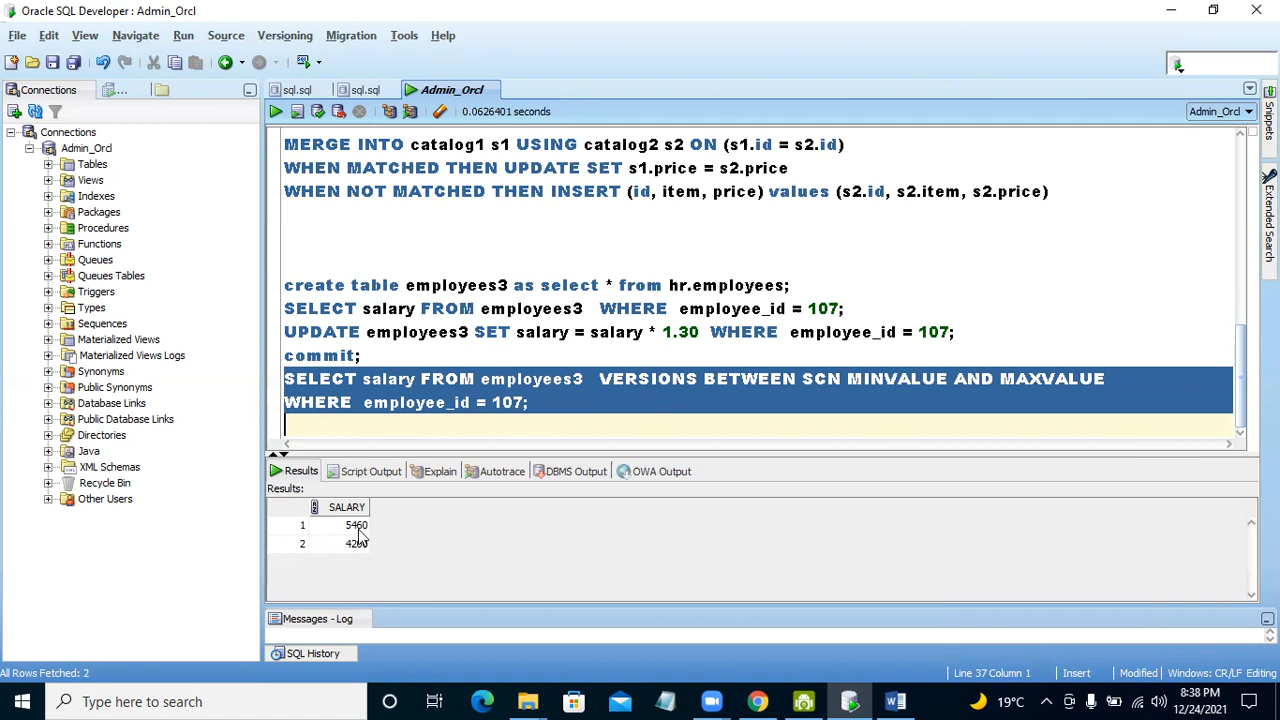 Oracle SQL Developer : Admin_Orcl
File Edit View Navigate Run Source Versioning Migration Tools Help
Connections ...
sql.sql sql.sql Admin_Orcl
0.0626401 seconds
Admin_Orcl
Connections
Admin_Orcl
Tables
Views
Indexes
Packages
Procedures
Functions
Queues
Queues Tables
Triggers
Types
Sequences
Materialized Views
Materialized Views Logs
Synonyms
Public Synonyms
Database Links
Public Database Links
Directories
Java
XML Schemas
Recycle Bin
Other Users
MERGE INTO catalog1 s1 USING catalog2 s2 ON (s1.id = s2.id)
WHEN MATCHED THEN UPDATE SET s1.price = s2.price
WHEN NOT MATCHED THEN INSERT (id, item, price) values (s2.id, s2.item, s2.price)
create table employees3 as select * from hr.employees;
SELECT salary FROM employees3 WHERE employee_id = 107;
UPDATE employees3 SET salary = salary * 1.30 WHERE employee_id = 107;
commit;
SELECT salary FROM employees3 VERSIONS BETWEEN SCN MINVALUE AND MAXVALUE
WHERE employee_id = 107;
Snippets
Extended Search
Results Script Output Explain Autotrace DBMS Output OWA Output
Results:
SALARY
1 5460
2
Messages - Log
SQL History
All Rows Fetched: 2
Line 37 Column 1 Insert Modified Windows: CR/LF Editing
Type here to search
19°C
8:38 PM
12/24/2021